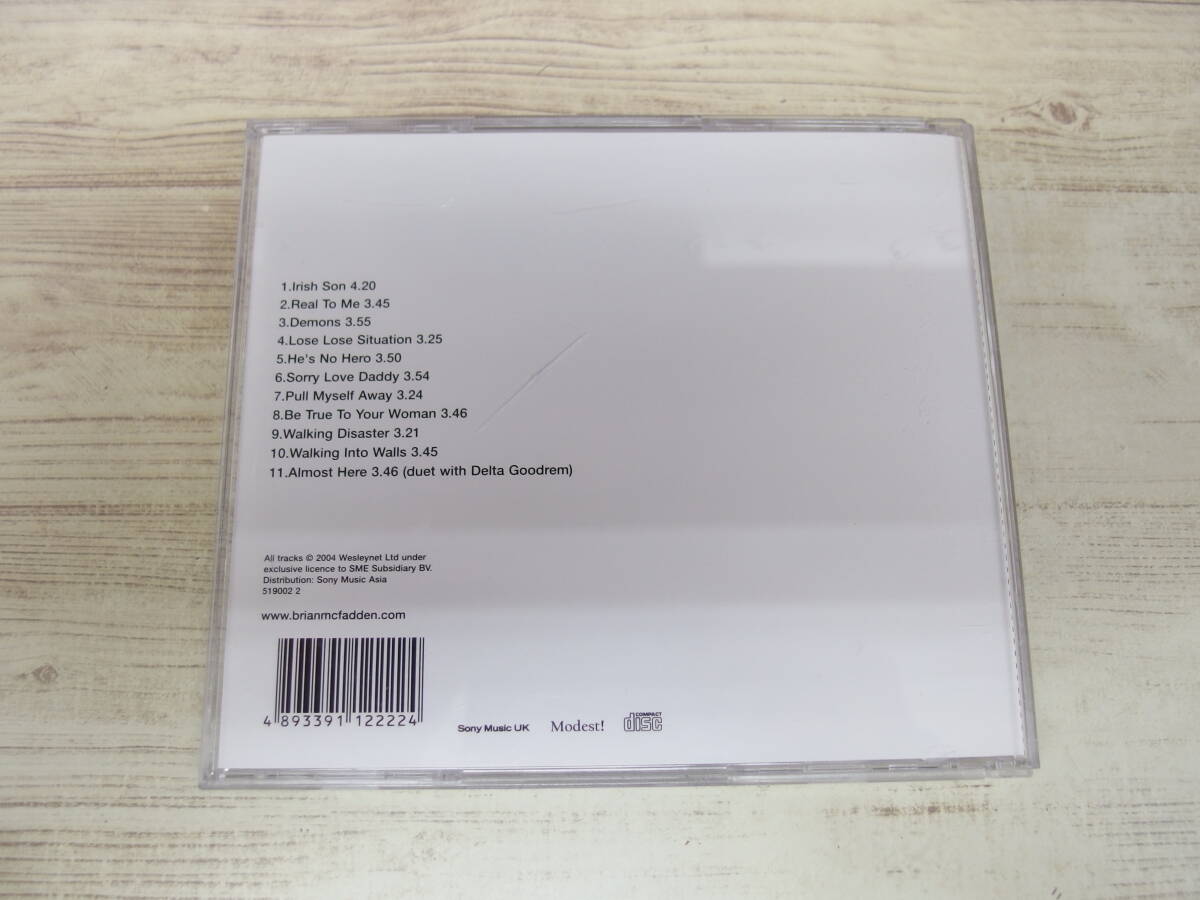 1.Irish Son 4.20
2.Real To Me 3.45
3.Demons 3.55
4.Lose Lose Situation 3.25
5.He's No Hero 3.50
6.Sorry Love Daddy 3.54
7.Pull Myself Away 3.24
8.Be True To Your Woman 3.46
9.Walking Disaster 3.21
10.Walking Into Walls 3.45
11.Almost Here 3.46 (duet with Delta Goodrem)
All tracks © 2004 Wesleynet Ltd under
exclusive licence to SME Subsidiary BV.
Distribution: Sony Music Asia
519002 2
www.brianmcfadden.com
4 893391 122224
Sony Music UK Modest! COMPACT disc